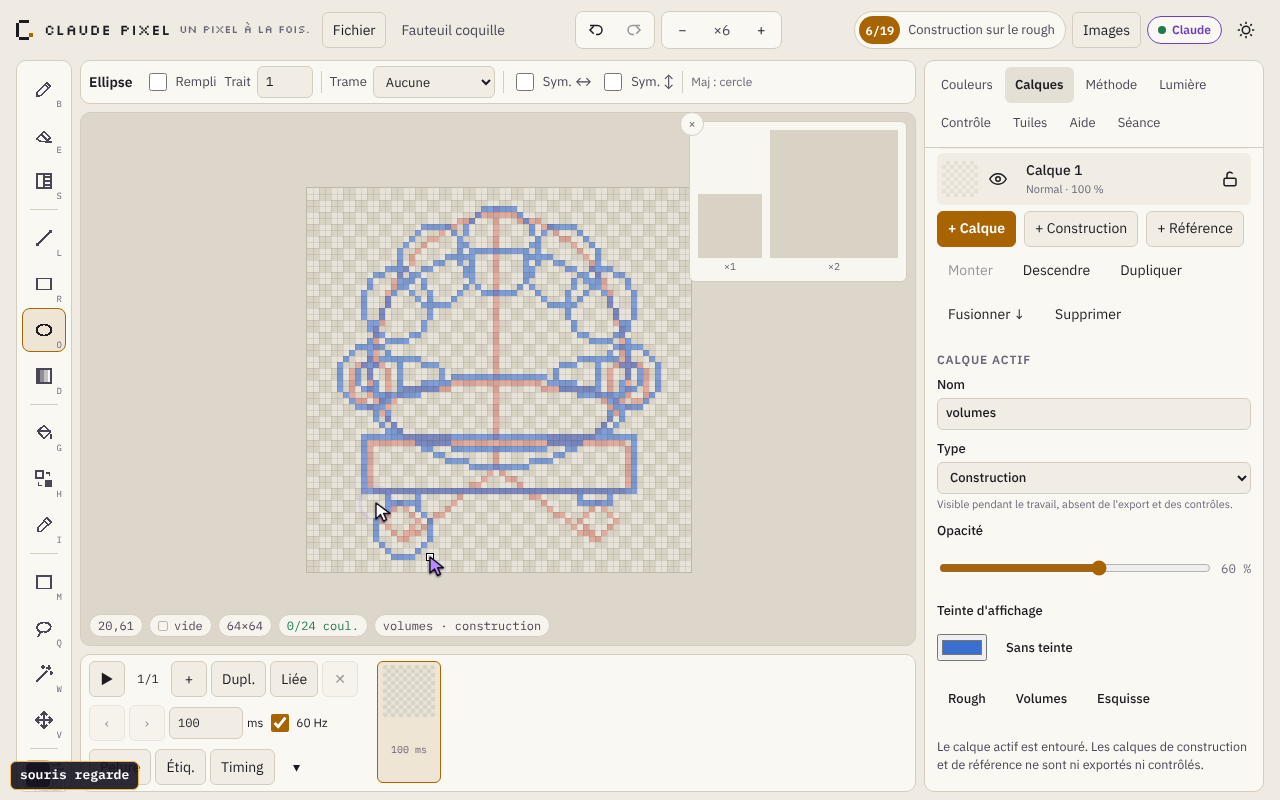 CLAUDE PIXEL UN PIXEL À LA FOIS. Fichier Fauteuil coquille − ×6 + 6/19 Construction sur le rough Images Claude
Ellipse Rempli Trait 1 Trame Aucune Sym. ↔ Sym. ↕ Maj : cercle
B
E
S
L
R
O
D
G
H
I
M
Q
W
V
×
×1 ×2
20,61 vide 64×64 0/24 coul. volumes · construction
1/1 + Dupl. Liée ×
‹ › 100 ms 60 Hz
100 ms
Étiq. Timing ▼
souris regarde
Couleurs Calques Méthode Lumière
Contrôle Tuiles Aide Séance
Calque 1
Normal · 100 %
+ Calque + Construction + Référence
Monter Descendre Dupliquer
Fusionner ↓ Supprimer
CALQUE ACTIF
Nom
volumes
Type
Construction
Visible pendant le travail, absent de l'export et des contrôles.
Opacité
60 %
Teinte d'affichage
Sans teinte
Rough Volumes Esquisse
Le calque actif est entouré. Les calques de construction
et de référence ne sont ni exportés ni contrôlés.